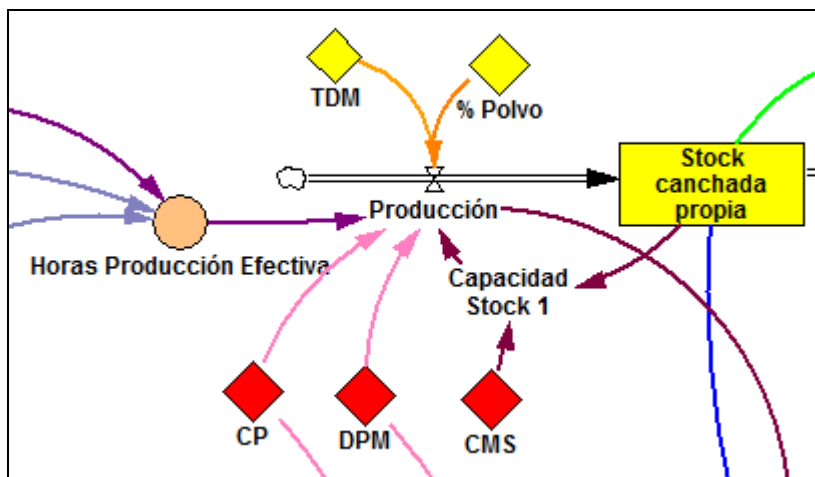 TDM
% Polvo
Stock
canchada
propia
Producción
Horas Producción Efectiva
Capacidad
Stock 1
CP
DPM
CMS